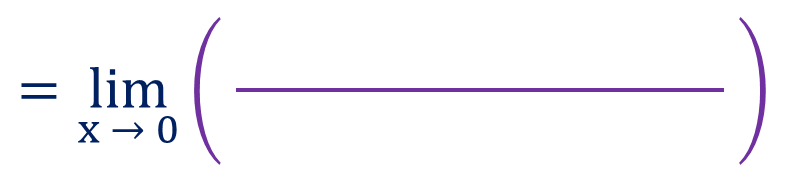 = lim
x → 0
( )